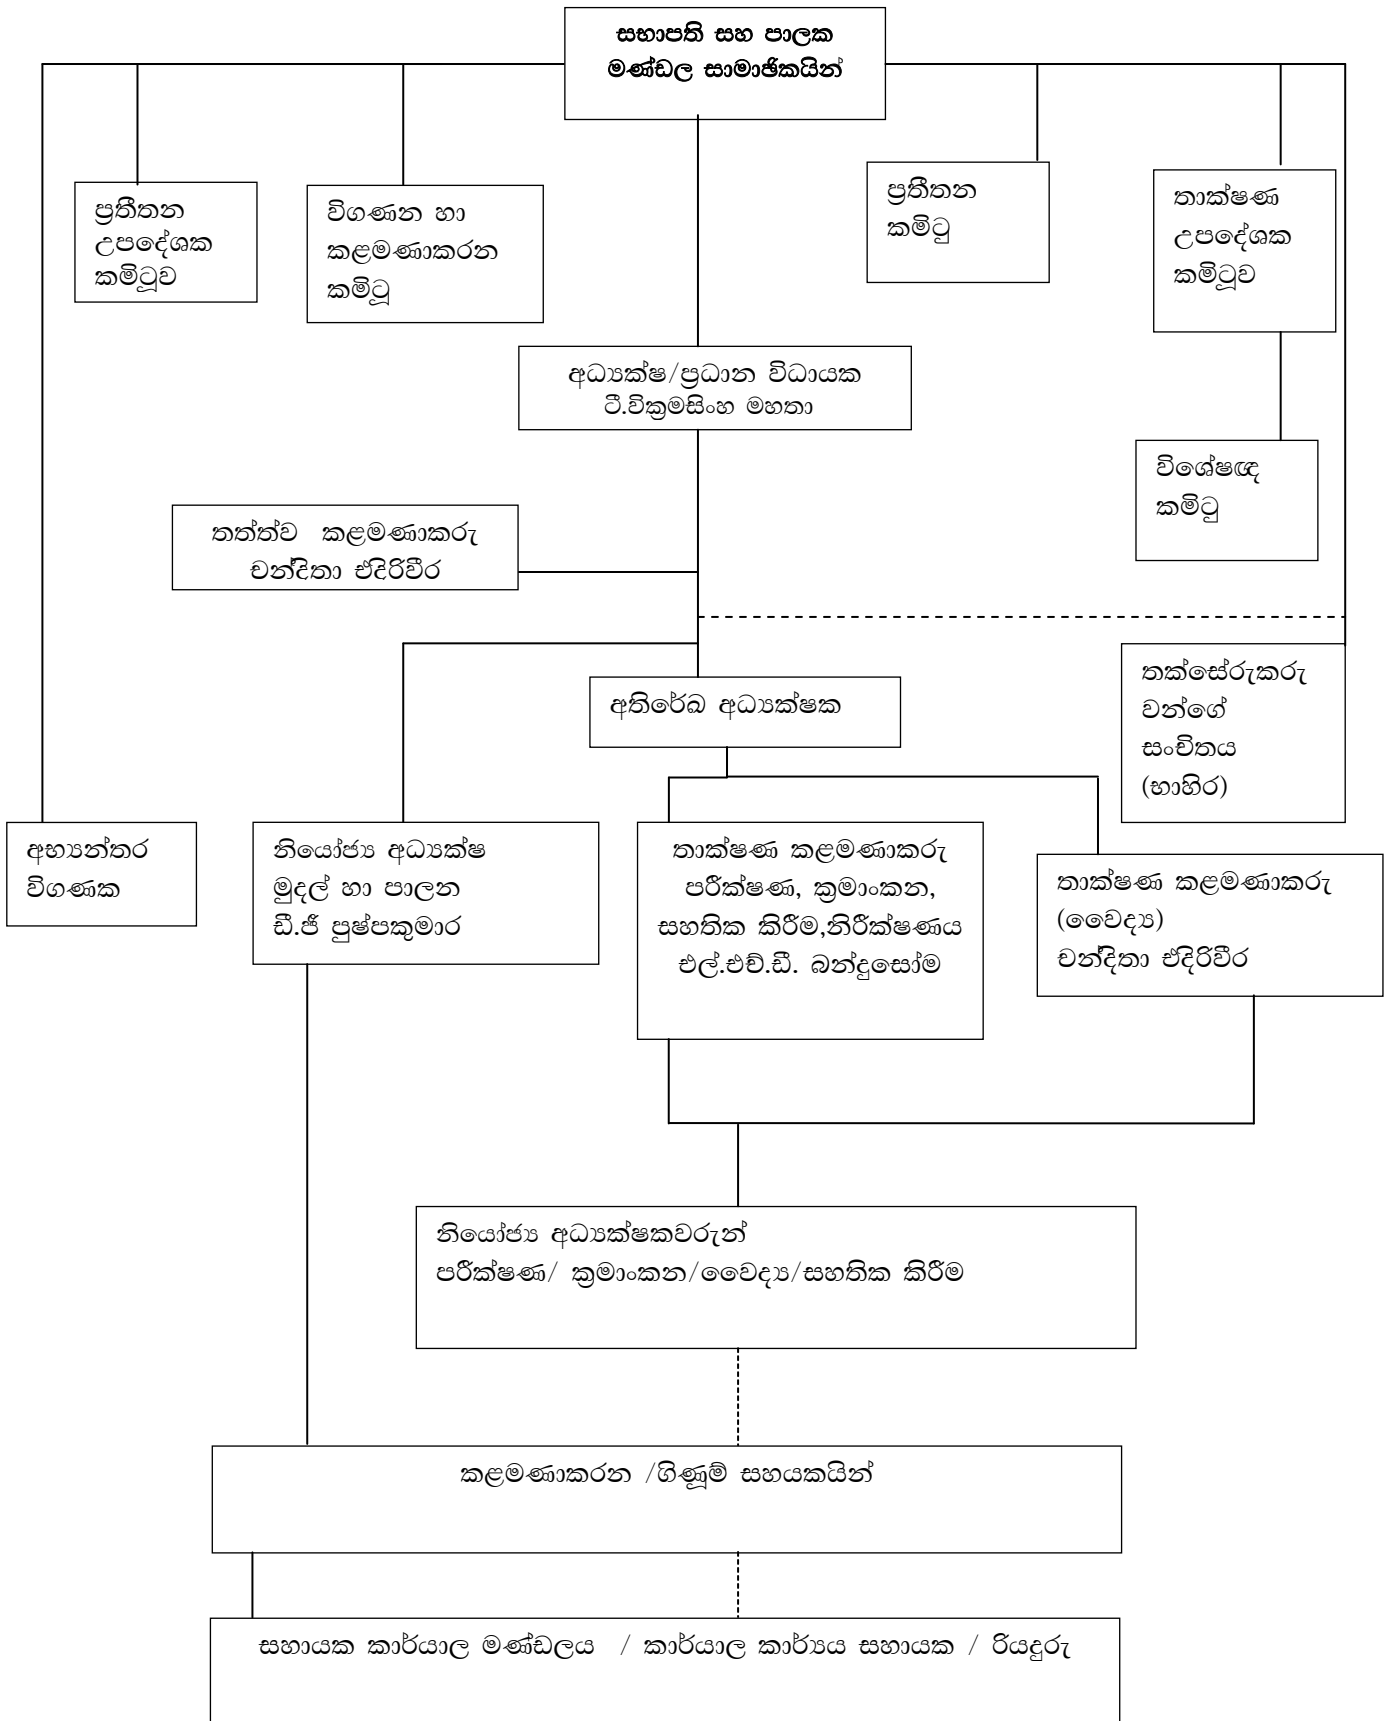 සභාපති සහ පාලක
මණ්ඩල සාමාඡිකයින්
ප්‍රතීතන
උපදේශක
කමිටූව
විගණන හා
කළමණාකරන
කමිටූ
ප්‍රතීතන
කමිටු
තාක්ෂණ
උපදේශක
කමිටූව
අධ්‍යක්ෂ/ප්‍රධාන විධායක
ටී.වික්‍රමසිංහ මහතා
විශේෂඥ
කමිටු
තත්ත්ව කළමණාකරු
චන්දිතා එදිරිවීර
අතිරේඛ අධ්‍යක්ෂක
තක්සේරුකරු
වන්ගේ
සංචිතය
(භාහිර)
අභ්‍යන්තර
විගණක
නියෝජ්‍ය අධ්‍යක්ෂ
මුදල් හා පාලන
ඩී.ජී පුෂ්පකුමාර
තාක්ෂණ කළමණාකරු
පරීක්ෂණ, ක්‍රමාංකන,
සහතික කිරීම,නිරීක්ෂණය
එල්.එච්.ඩී. බන්දුසෝම
තාක්ෂණ කළමණාකරු
(වෛද්‍ය)
චන්දිතා එදිරිවීර
නියෝජ්‍ය අධ්‍යක්ෂකවරුන්
පරීක්ෂණ/ ක්‍රමාංකන/වෛද්‍ය/සහතික කිරීම
කළමණාකරන /ගිණූම් සහයකයින්
සහායක කාර්යාල මණ්ඩලය / කාර්යාල කාර්‍ය්‍ය සහායක / රියදුරු